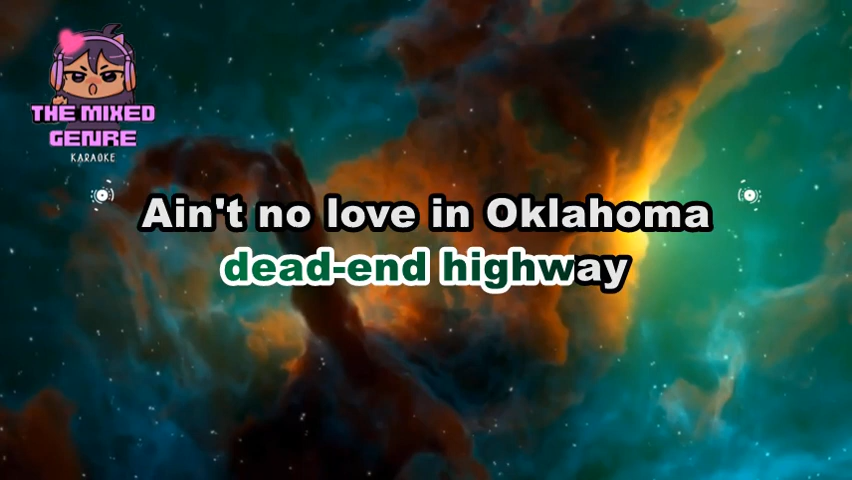 THE MIXED
GENRE
KARAOKE
Ain't no love in Oklahoma
dead-end highway